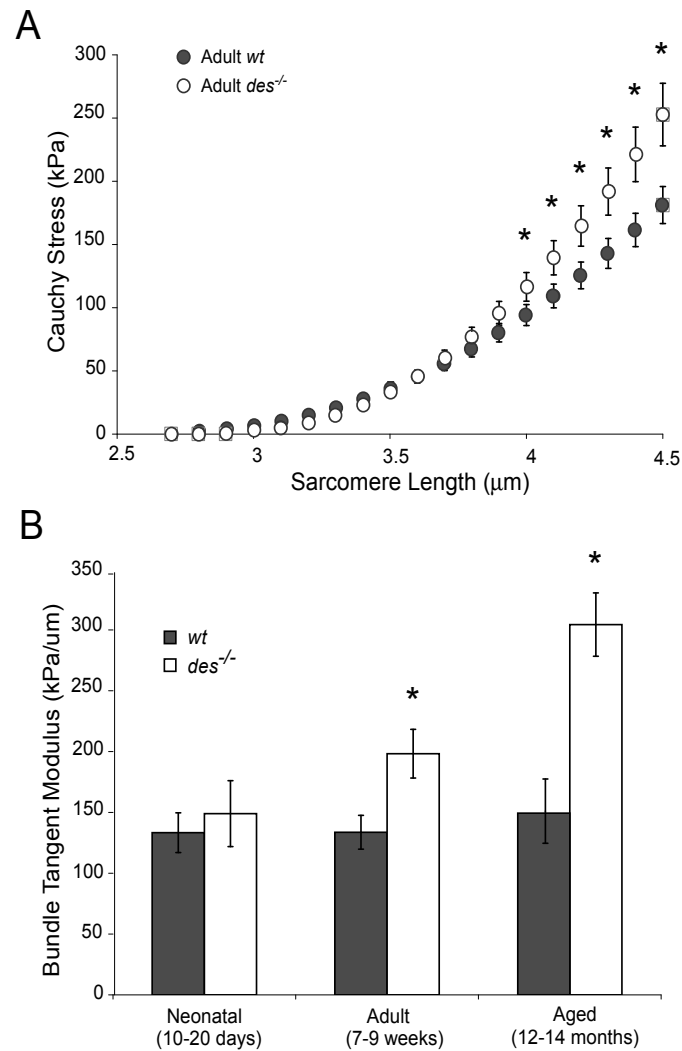 A
300
250
200
150
100
50
0
Cauchy Stress (kPa)
Adult wt
Adult des-/-
*
*
*
*
*
*
2.5
3
3.5
4
4.5
Sarcomere Length (μm)
B
350
300
250
200
150
100
50
0
Bundle Tangent Modulus (kPa/um)
wt
des-/-
*
*
Neonatal
(10-20 days)
Adult
(7-9 weeks)
Aged
(12-14 months)